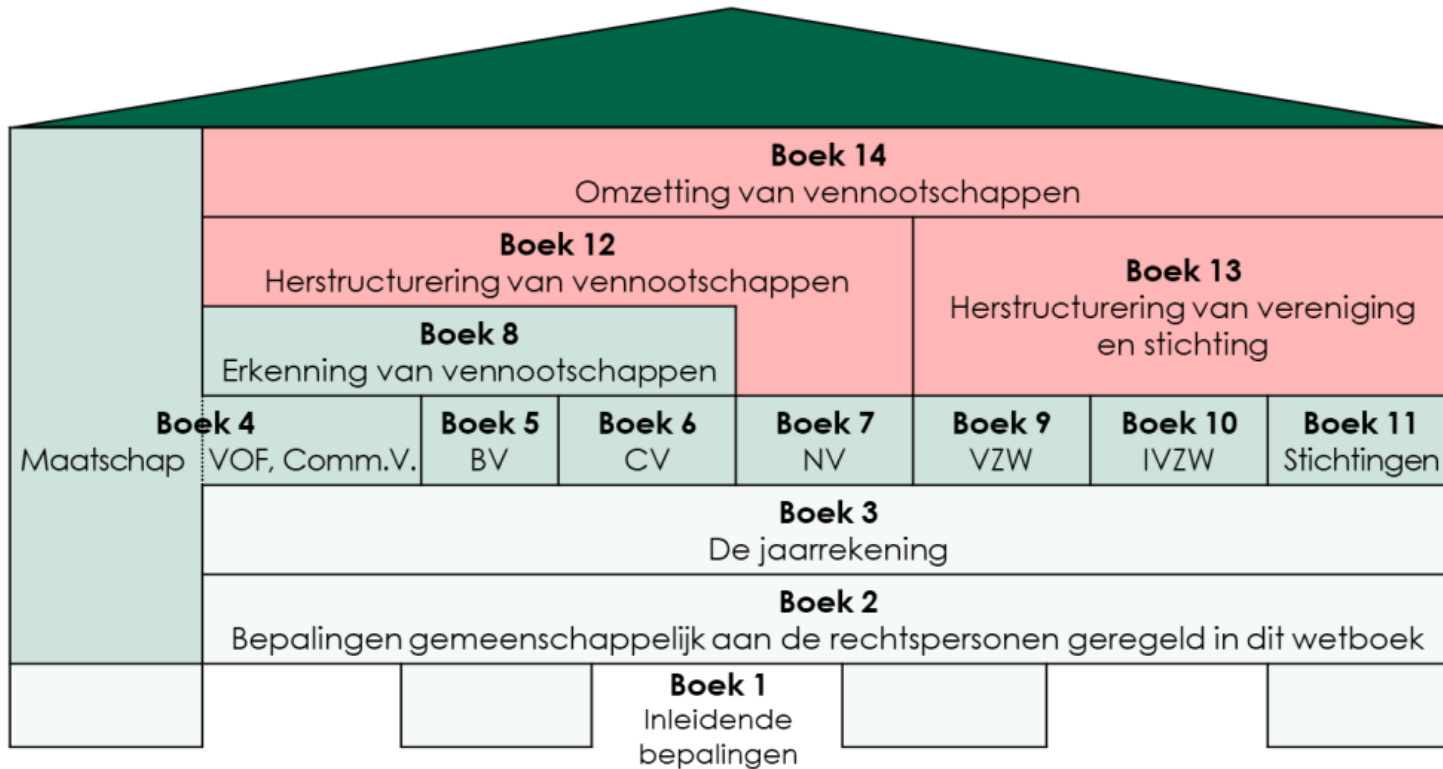 Boek 14
Omzetting van vennootschappen
Boek 12
Herstructurering van vennootschappen
Boek 13
Herstructurering van vereniging
en stichting
Boek 8
Erkenning van vennootschappen
Boek 4
Maatschap
VOF, Comm.V.
Boek 5
BV
Boek 6
CV
Boek 7
NV
Boek 9
VZW
Boek 10
IVZW
Boek 11
Stichtingen
Boek 3
De jaarrekening
Boek 2
Bepalingen gemeenschappelijk aan de rechtspersonen geregeld in dit wetboek
Boek 1
Inleidende
bepalingen